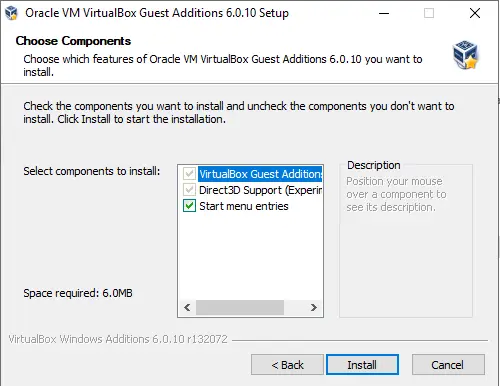 Oracle VM VirtualBox Guest Additions 6.0.10 Setup
Choose Components
Choose which features of Oracle VM VirtualBox Guest Additions 6.0.10 you want to
install.
Check the components you want to install and uncheck the components you don't want to
install. Click Install to start the installation.
Select components to install:
VirtualBox Guest Additions
Direct3D Support (Experim
Start menu entries
Description
Position your mouse
over a component to
see its description.
Space required: 6.0MB
VirtualBox Windows Additions 6.0.10 r132072
< Back
Install
Cancel